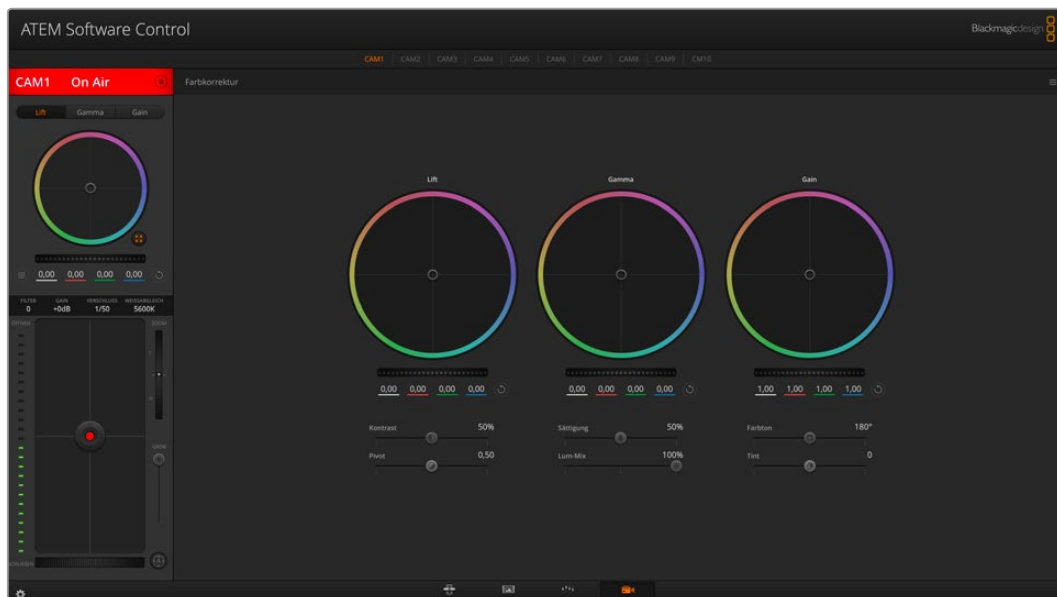 ATEM Software Control
Blackmagicdesign
CAM1 CAM2 CAM3 CAM4 CAM5 CAM6 CAM7 CAM8 CAM9 CM10
CAM1 On Air
Farbkorrektur
Lift Gamma Gain
Lift Gamma Gain
0,00 0,00 0,00 0,00
FILTER GAIN VERSCHLUSS WEISSABGLEICH
0 +0dB 1/50 5600K
ZOOM
T
W
0,00 0,00 0,00 0,00 0,00 0,00 0,00 0,00 1,00 1,00 1,00 1,00
Kontrast 50% Sättigung 50% Farbton 180°
Pivot 0,50 Lum-Mix 100% Tint 0
SCHLIESSEN